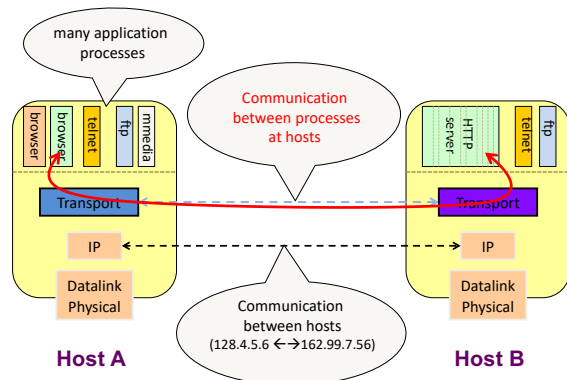 many application
processes
browser
browser
telnet
ftp
mmedia
Communication
between processes
at hosts
HTTP
server
telnet
ftp
Transport
Transport
IP
IP
Datalink
Physical
Datalink
Physical
Communication
between hosts
(128.4.5.6 ←→162.99.7.56)
Host A
Host B